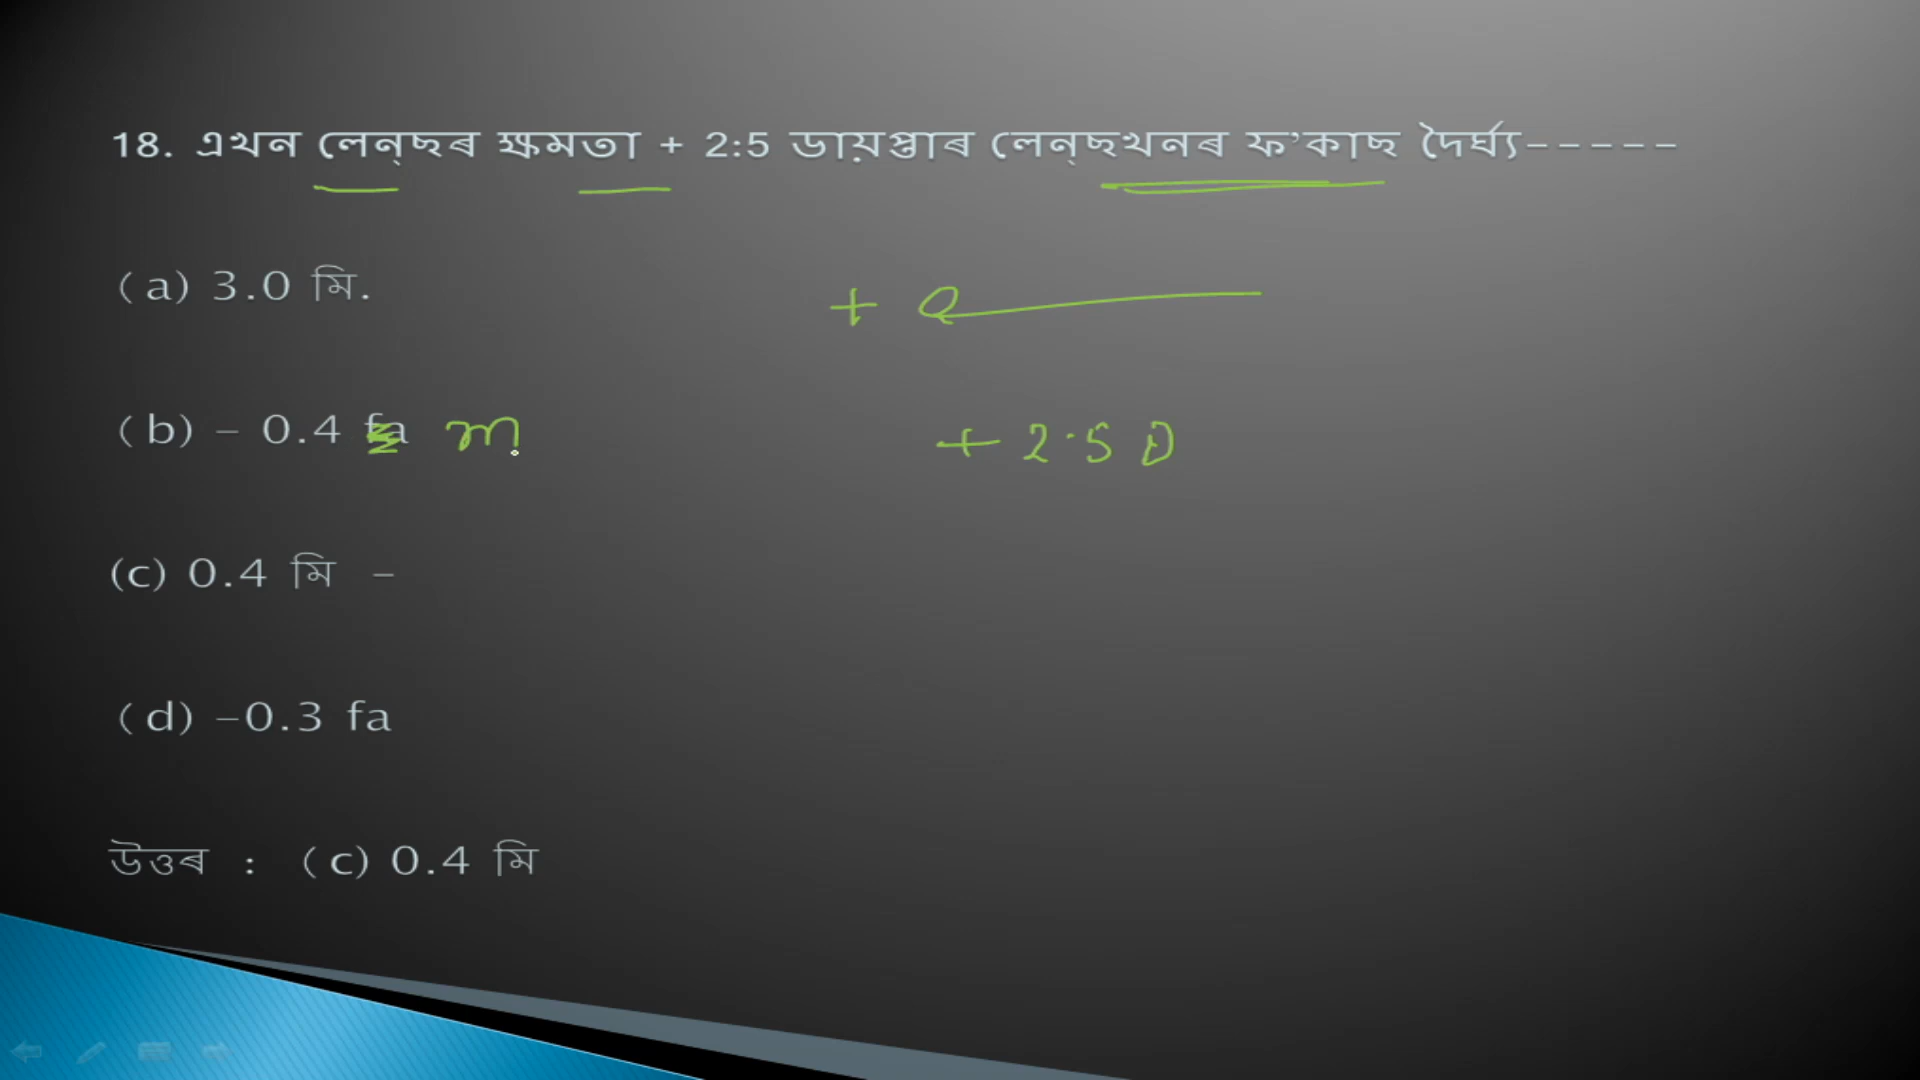 18. এখন লেন্ছৰ ক্ষমতা + 2:5 ডায়প্তাৰ লেন্ছখনৰ ফ’কাছ দৈৰ্ঘ্য-----
(a) 3.0 মি.
(b) – 0.4 fa m
+ 2.5 D
(c) 0.4 মি –
(d) –0.3 fa
উত্তৰ : (c) 0.4 মি